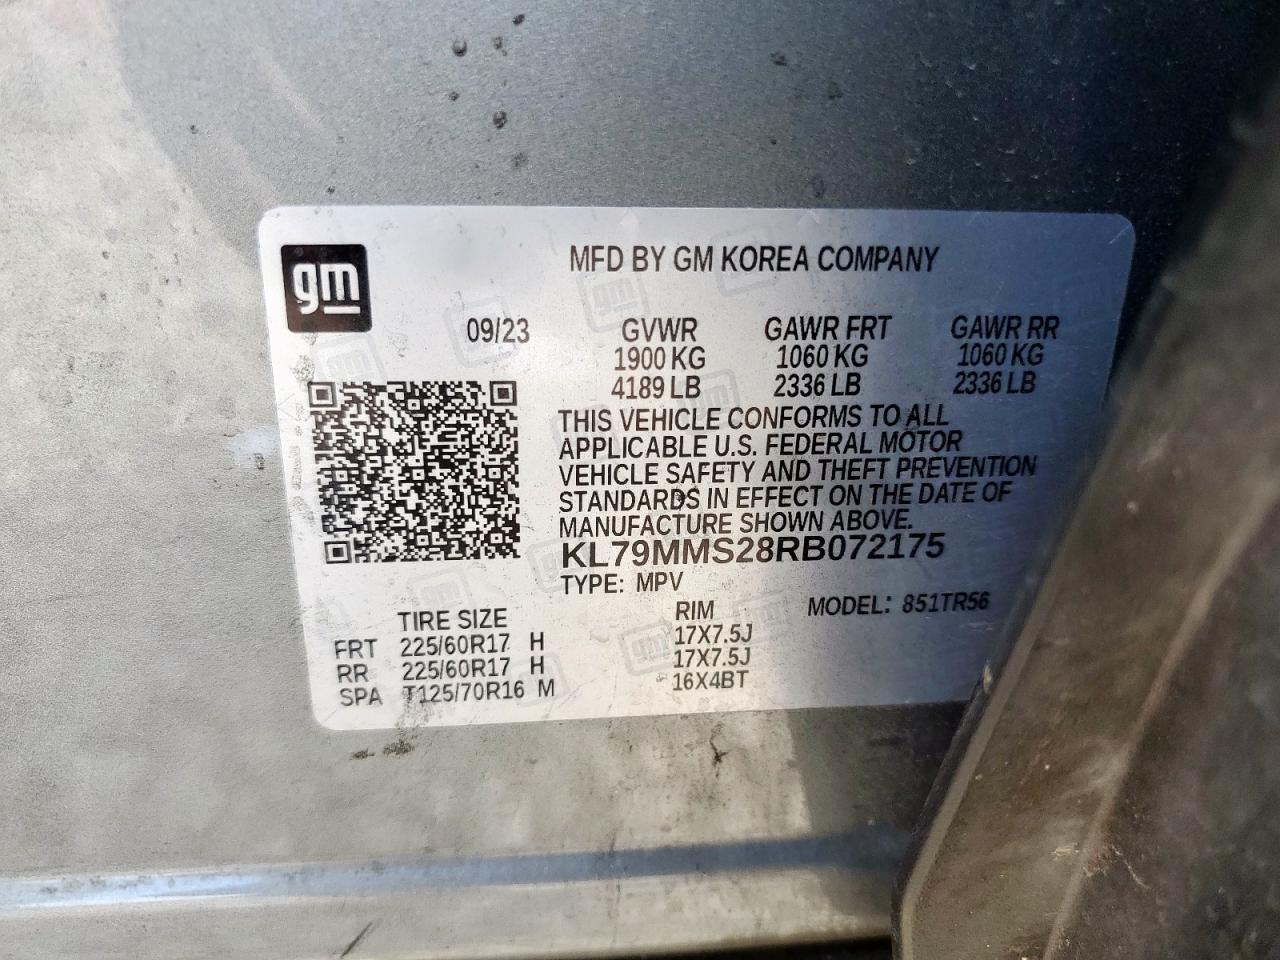 gm
MFD BY GM KOREA COMPANY
09/23 GVWR GAWR FRT GAWR RR
1900 KG 1060 KG 1060 KG
4189 LB 2336 LB 2336 LB
THIS VEHICLE CONFORMS TO ALL
APPLICABLE U.S. FEDERAL MOTOR
VEHICLE SAFETY AND THEFT PREVENTION
STANDARDS IN EFFECT ON THE DATE OF
MANUFACTURE SHOWN ABOVE.
KL79MMS28RB072175
TYPE: MPV MODEL: 851TR56
TIRE SIZE RIM
FRT 225/60R17 H 17X7.5J
RR 225/60R17 H 17X7.5J
SPA T125/70R16 M 16X4BT